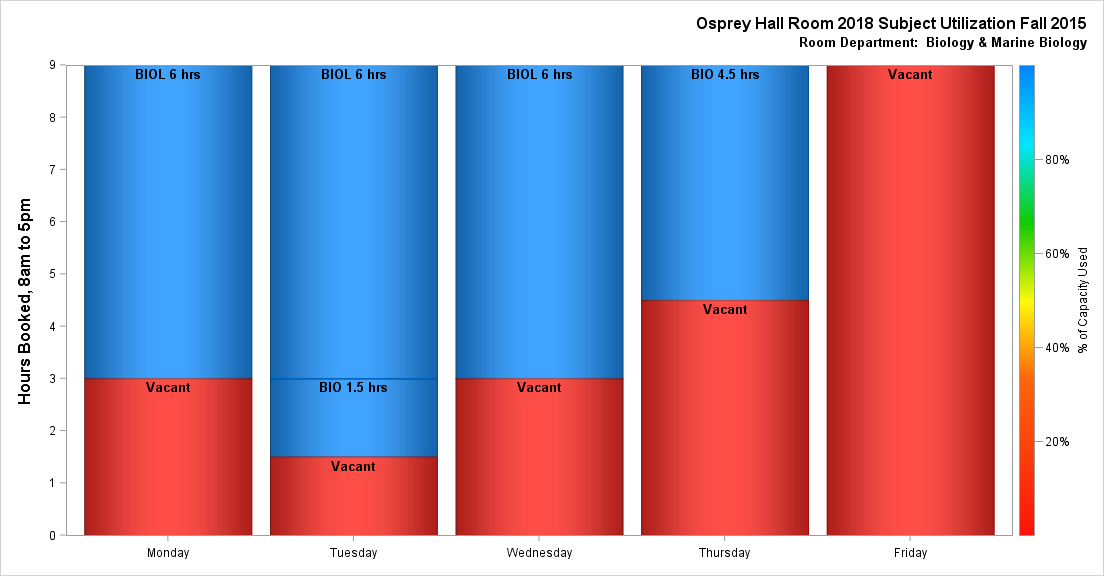 Osprey Hall Room 2018 Subject Utilization Fall 2015
Room Department:  Biology & Marine Biology
Hours Booked, 8am to 5pm
9
8
7
6
5
4
3
2
1
0
BIOL 6 hrs
Vacant
BIOL 6 hrs
BIO 1.5 hrs
Vacant
BIOL 6 hrs
Vacant
BIO 4.5 hrs
Vacant
Vacant
Monday
Tuesday
Wednesday
Thursday
Friday
80%
60%
40%
20%
% of Capacity Used